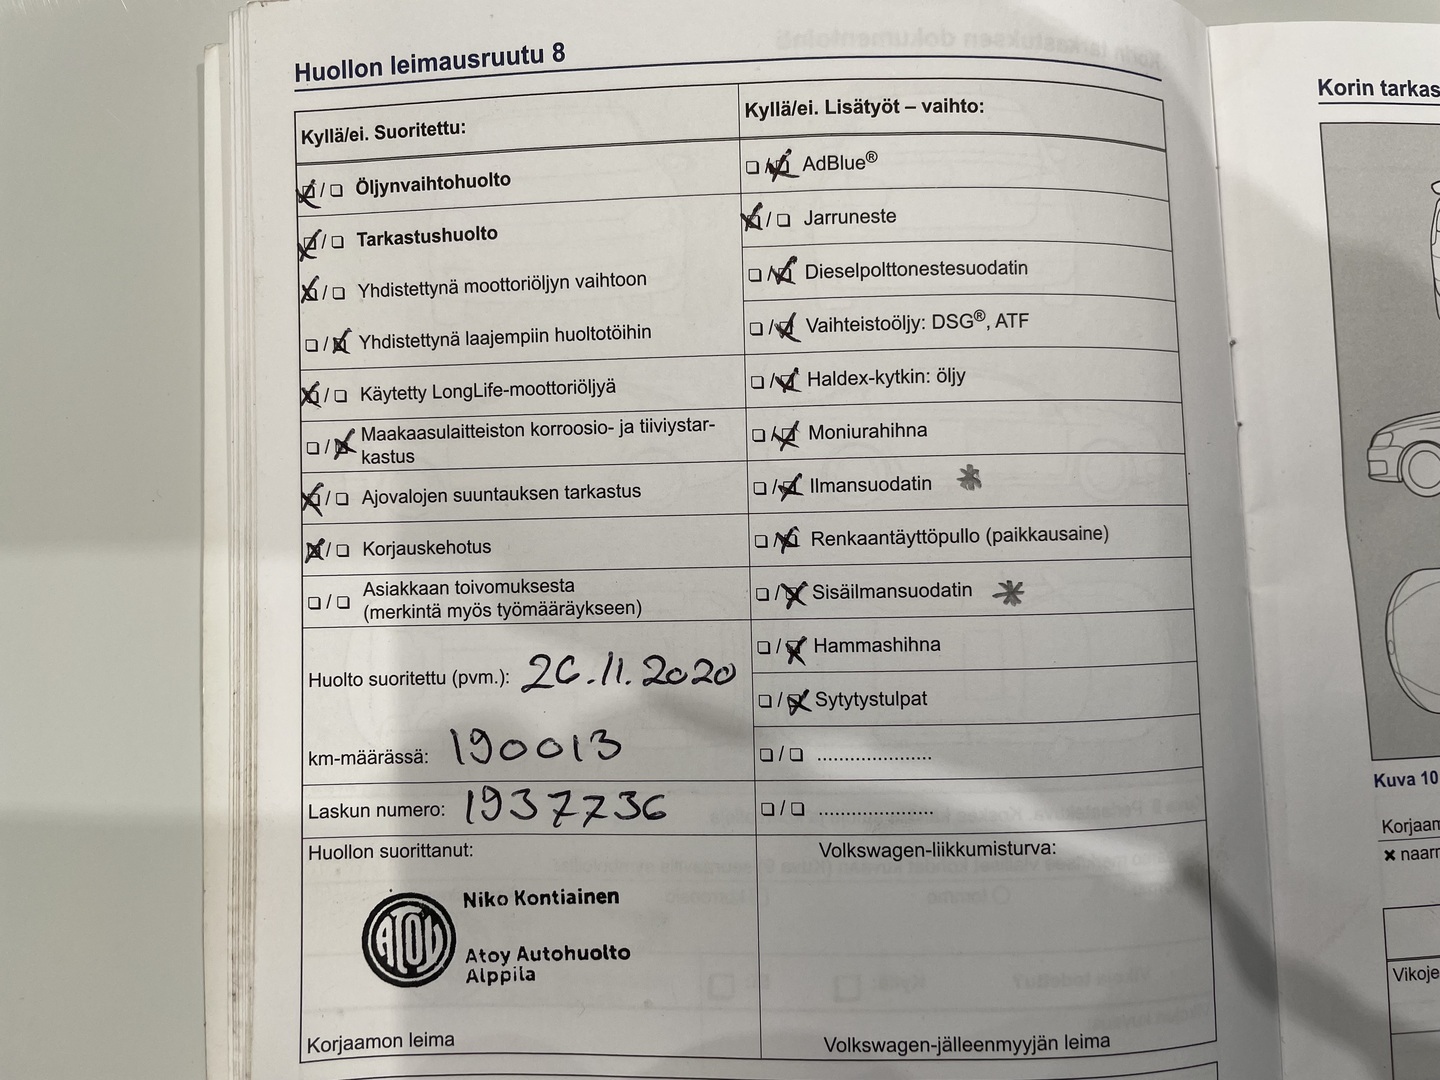 Huollon leimausruutu 8
Kyllä/ei. Suoritettu:
Öljynvaihtohuolto
Tarkastushuolto
Yhdistettynä moottoriöljyn vaihtoon
Yhdistettynä laajempiin huoltotöihin
Käytetty LongLife-moottoriöljyä
Maakaasulaitteiston korroosio- ja tiiviystar-
kastus
Ajovalojen suuntauksen tarkastus
Korjauskehotus
Asiakkaan toivomuksesta
(merkintä myös työmääräykseen)
Huolto suoritettu (pvm.): 26.11.2020
km-määrässä: 190013
Laskun numero: 1937736
Huollon suorittanut:
ATOY
Niko Kontiainen
Atoy Autohuolto
Alppila
Korjaamon leima
Kyllä/ei. Lisätyöt – vaihto:
AdBlue®
Jarruneste
Dieselpolttonestesuodatin
Vaihteistoöljy: DSG®, ATF
Haldex-kytkin: öljy
Moniurahihna
Ilmansuodatin *
Renkaantäyttöpullo (paikkausaine)
Sisäilmansuodatin *
Hammashihna
Sytytystulpat
Volkswagen-liikkumisturva:
Volkswagen-jälleenmyyjän leima
Korin tarkas
Kuva 10
Korjaam
x naarm
Vikoje